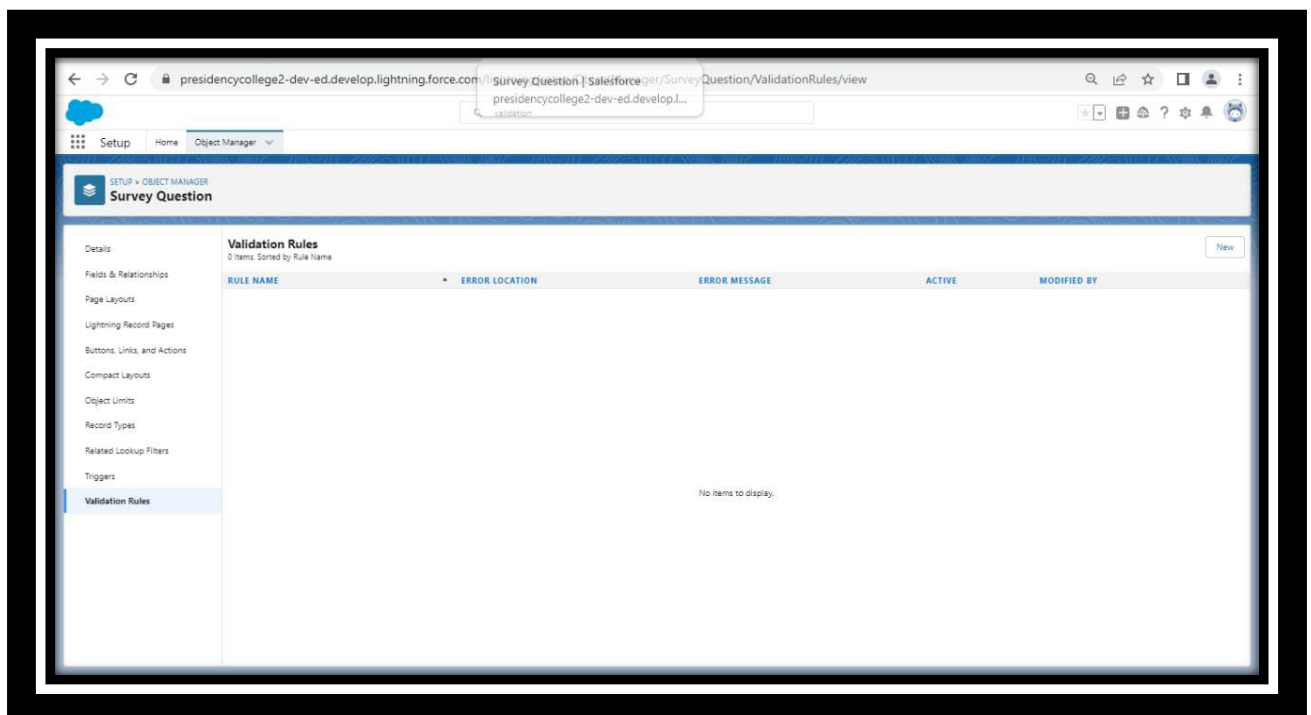 presidencycollege2-dev-ed.develop.lightning.force.com/ger/SurveyQuestion/ValidationRules/view
Survey Question | Salesforce
presidencycollege2-dev-ed.develop.l...
validation
Setup Home Object Manager
SETUP > OBJECT MANAGER
Survey Question
Details
Fields & Relationships
Page Layouts
Lightning Record Pages
Buttons, Links, and Actions
Compact Layouts
Object Limits
Record Types
Related Lookup Filters
Triggers
Validation Rules
Validation Rules
0 Items, Sorted by Rule Name
New
RULE NAME ERROR LOCATION ERROR MESSAGE ACTIVE MODIFIED BY
No items to display.